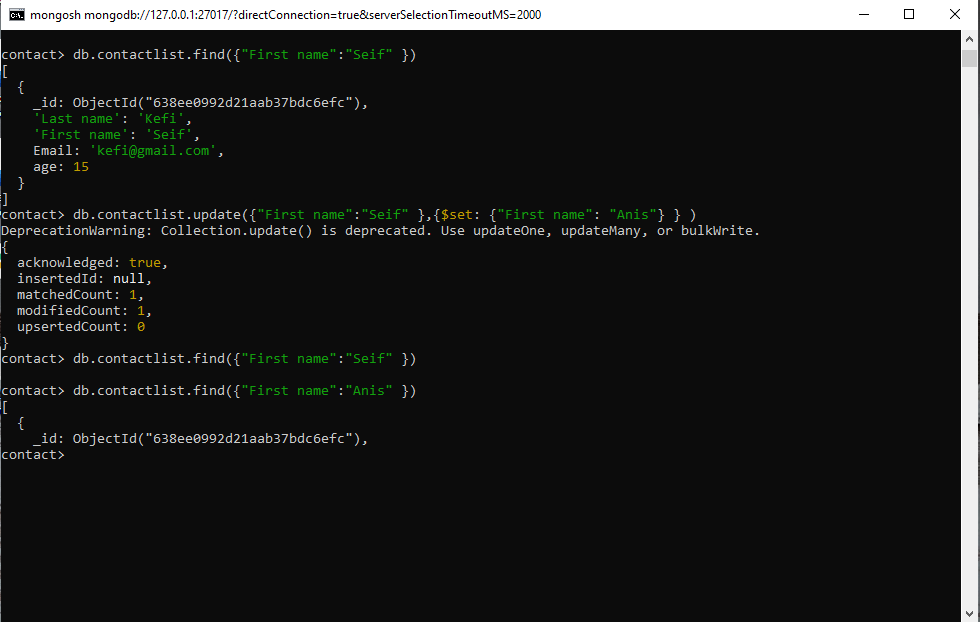 mongosh mongodb://127.0.0.1:27017/?directConnection=true&serverSelectionTimeoutMS=2000
contact> db.contactlist.find({"First name":"Seif" })
[
  {
    _id: ObjectId("638ee0992d21aab37bdc6efc"),
    'Last name': 'Kefi',
    'First name': 'Seif',
    Email: 'kefi@gmail.com',
    age: 15
  }
]
contact> db.contactlist.update({"First name":"Seif" },{$set: {"First name": "Anis"} } )
DeprecationWarning: Collection.update() is deprecated. Use updateOne, updateMany, or bulkWrite.
{
  acknowledged: true,
  insertedId: null,
  matchedCount: 1,
  modifiedCount: 1,
  upsertedCount: 0
}
contact> db.contactlist.find({"First name":"Seif" })
contact> db.contactlist.find({"First name":"Anis" })
[
  {
    _id: ObjectId("638ee0992d21aab37bdc6efc"),
contact>